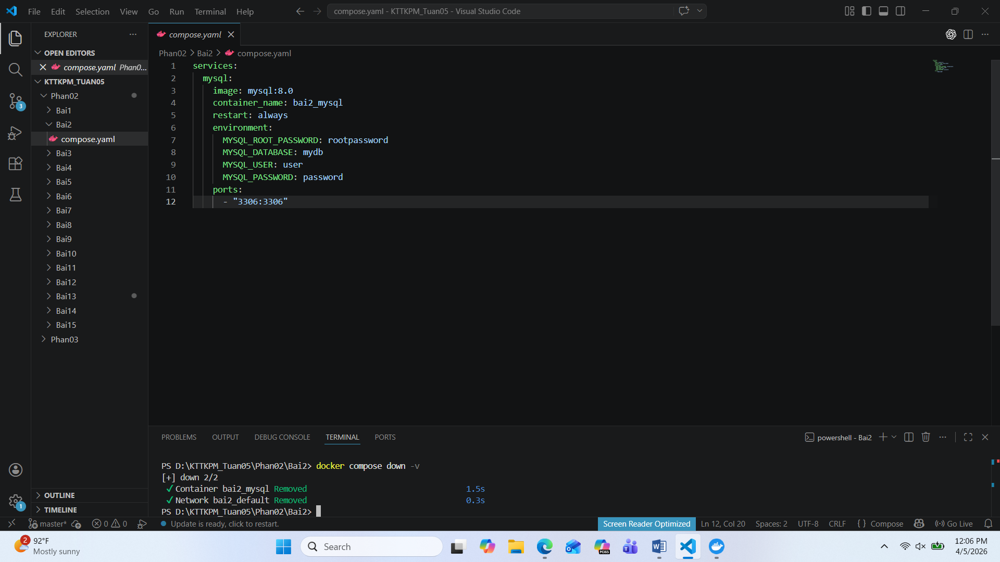 File Edit Selection View Go Run Terminal Help
compose.yaml - KTTKPM_Tuan05 - Visual Studio Code
EXPLORER
OPEN EDITORS
compose.yaml Phan0...
KTTKPM_TUAN05
Phan02
Bai1
Bai2
compose.yaml
Bai3
Bai4
Bai5
Bai6
Bai7
Bai8
Bai9
Bai10
Bai11
Bai12
Bai13
Bai14
Bai15
Phan03
OUTLINE
TIMELINE
3
1
compose.yaml
Phan02 > Bai2 > compose.yaml
1 services:
2 mysql:
3 image: mysql:8.0
4 container_name: bai2_mysql
5 restart: always
6 environment:
7 MYSQL_ROOT_PASSWORD: rootpassword
8 MYSQL_DATABASE: mydb
9 MYSQL_USER: user
10 MYSQL_PASSWORD: password
11 ports:
12 - "3306:3306"
PROBLEMS OUTPUT DEBUG CONSOLE TERMINAL PORTS
powershell - Bai2
PS D:\KTTKPM_Tuan05\Phan02\Bai2> docker compose down -v
[+] down 2/2
✓ Container bai2_mysql Removed 1.5s
✓ Network bai2_default Removed 0.3s
PS D:\KTTKPM_Tuan05\Phan02\Bai2>
master* 0 0 Update is ready, click to restart. Screen Reader Optimized Ln 12, Col 20 Spaces: 2 UTF-8 CRLF { } Compose Go Live
2
92°F
Mostly sunny
Search
M365
12:06 PM
4/5/2026